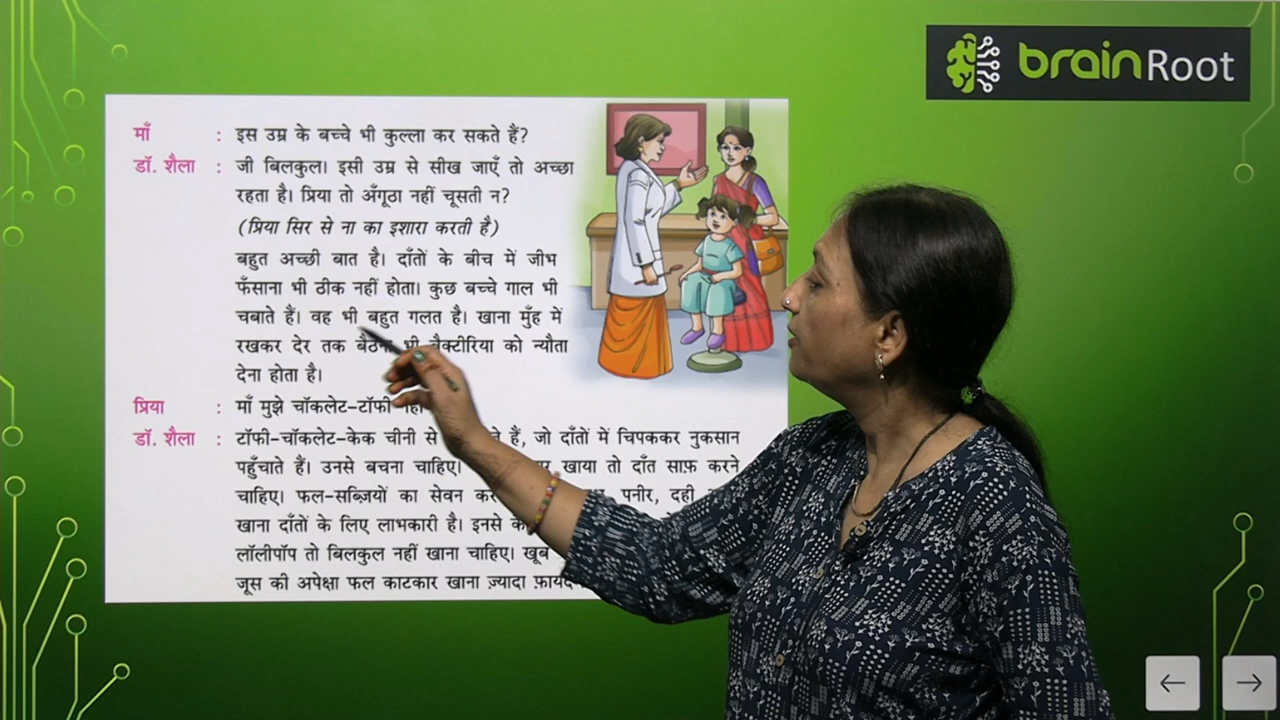 brainRoot
माँ : इस उम्र के बच्चे भी कुल्ला कर सकते हैं?
डॉ. शैला : जी बिलकुल। इसी उम्र से सीख जाएँ तो अच्छा
रहता है। प्रिया तो अँगूठा नहीं चूसती न?
(प्रिया सिर से ना का इशारा करती है)
बहुत अच्छी बात है। दाँतों के बीच में जीभ
फँसाना भी ठीक नहीं होता। कुछ बच्चे गाल भी
चबाते हैं। वह भी बहुत गलत है। खाना मुँह में
रखकर देर तक बैठना भी बैक्टीरिया को न्यौता
देना होता है।
प्रिया : माँ मुझे चॉकलेट-टॉफी
डॉ. शैला : टॉफी-चॉकलेट-केक चीनी से हैं, जो दाँतों में चिपककर नुकसान
पहुँचाते हैं। उनसे बचना चाहिए। खाया तो दाँत साफ़ करने
चाहिए। फल-सब्ज़ियों का सेवन पनीर, दही
खाना दाँतों के लिए लाभकारी है। इनसे
लॉलीपॉप तो बिलकुल नहीं खाना चाहिए। खूब
जूस की अपेक्षा फल काटकार खाना ज़्यादा